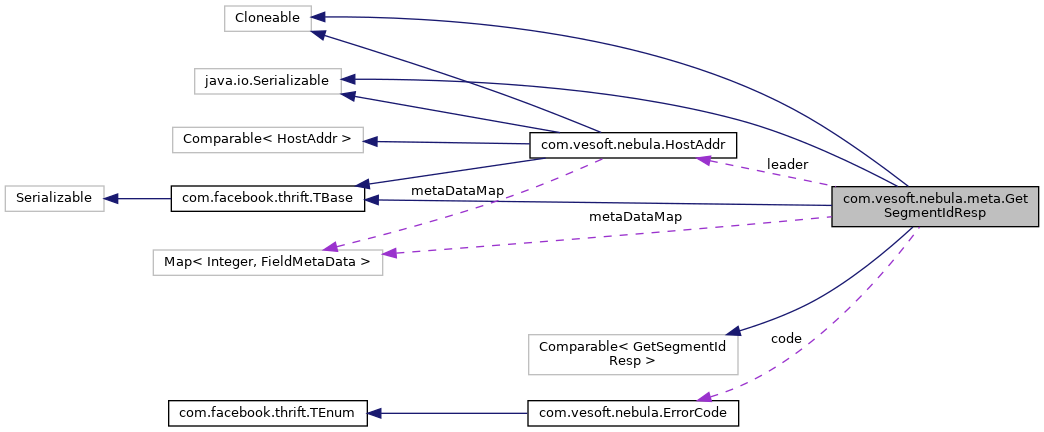 Cloneable
java.io.Serializable
Comparable< HostAddr >
com.vesoft.nebula.HostAddr
leader
Serializable
com.facebook.thrift.TBase
metaDataMap
com.vesoft.nebula.meta.Get
SegmentIdResp
metaDataMap
Map< Integer, FieldMetaData >
code
Comparable< GetSegmentId
Resp >
com.facebook.thrift.TEnum
com.vesoft.nebula.ErrorCode